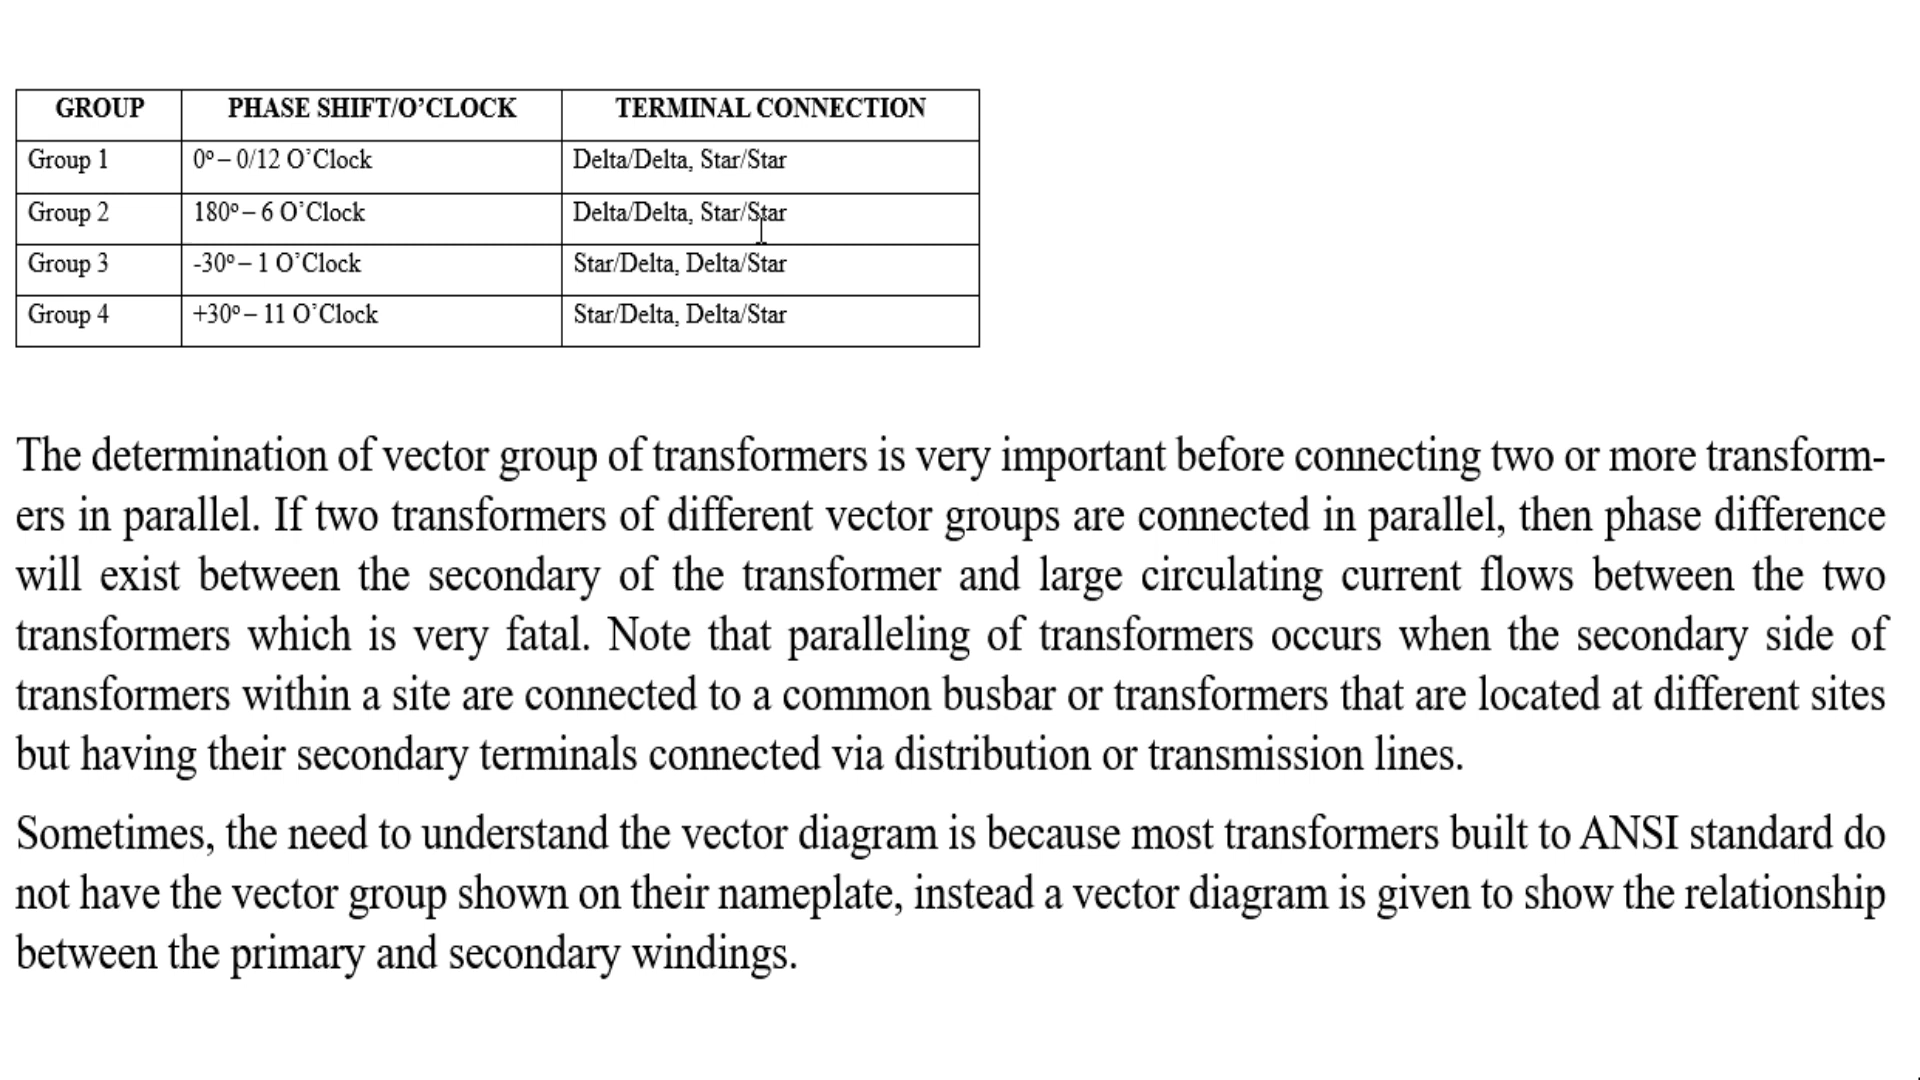 GROUP PHASE SHIFT/O’CLOCK TERMINAL CONNECTION
Group 1 0º – 0/12 O’Clock Delta/Delta, Star/Star
Group 2 180º – 6 O’Clock Delta/Delta, Star/Star
Group 3 -30º – 1 O’Clock Star/Delta, Delta/Star
Group 4 +30º – 11 O’Clock Star/Delta, Delta/Star
The determination of vector group of transformers is very important before connecting two or more transform-
ers in parallel. If two transformers of different vector groups are connected in parallel, then phase difference
will exist between the secondary of the transformer and large circulating current flows between the two
transformers which is very fatal. Note that paralleling of transformers occurs when the secondary side of
transformers within a site are connected to a common busbar or transformers that are located at different sites
but having their secondary terminals connected via distribution or transmission lines.
Sometimes, the need to understand the vector diagram is because most transformers built to ANSI standard do
not have the vector group shown on their nameplate, instead a vector diagram is given to show the relationship
between the primary and secondary windings.